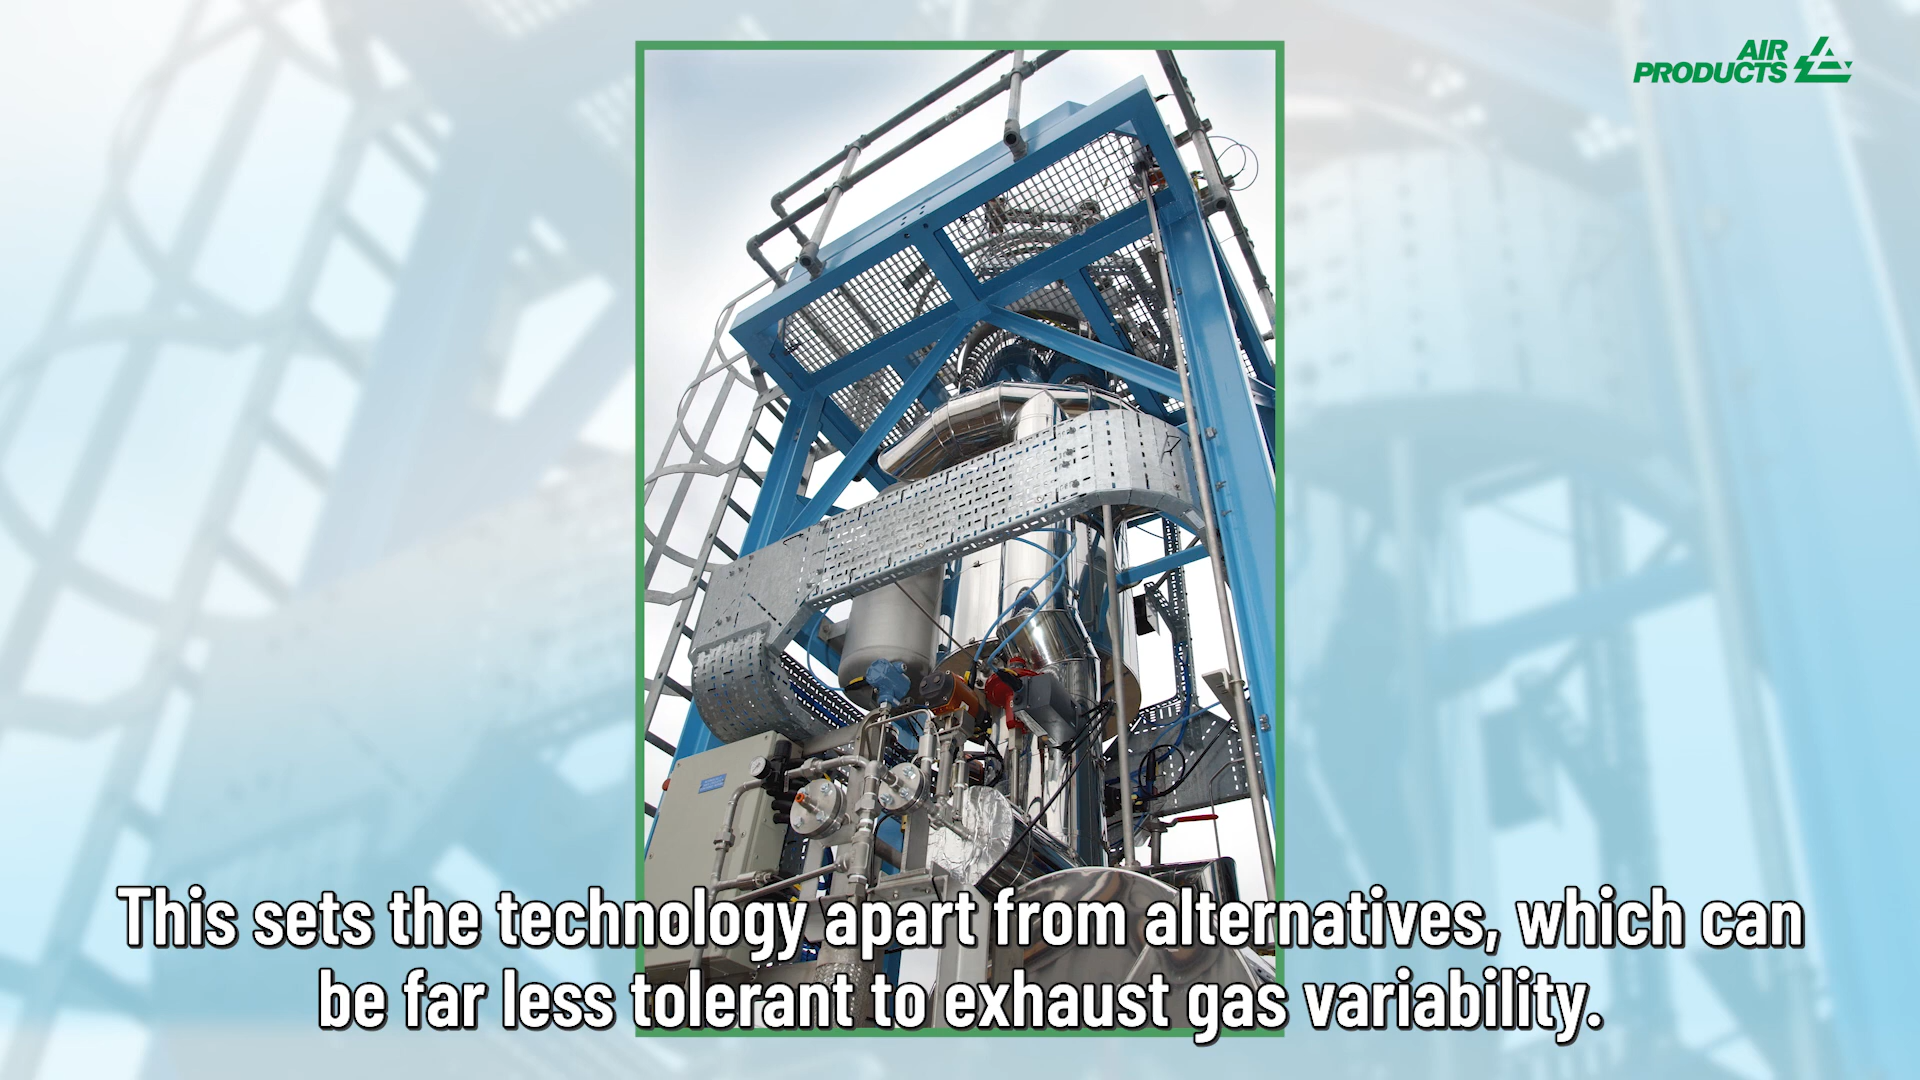 AIR
PRODUCTS
This sets the technology apart from alternatives, which can
be far less tolerant to exhaust gas variability.